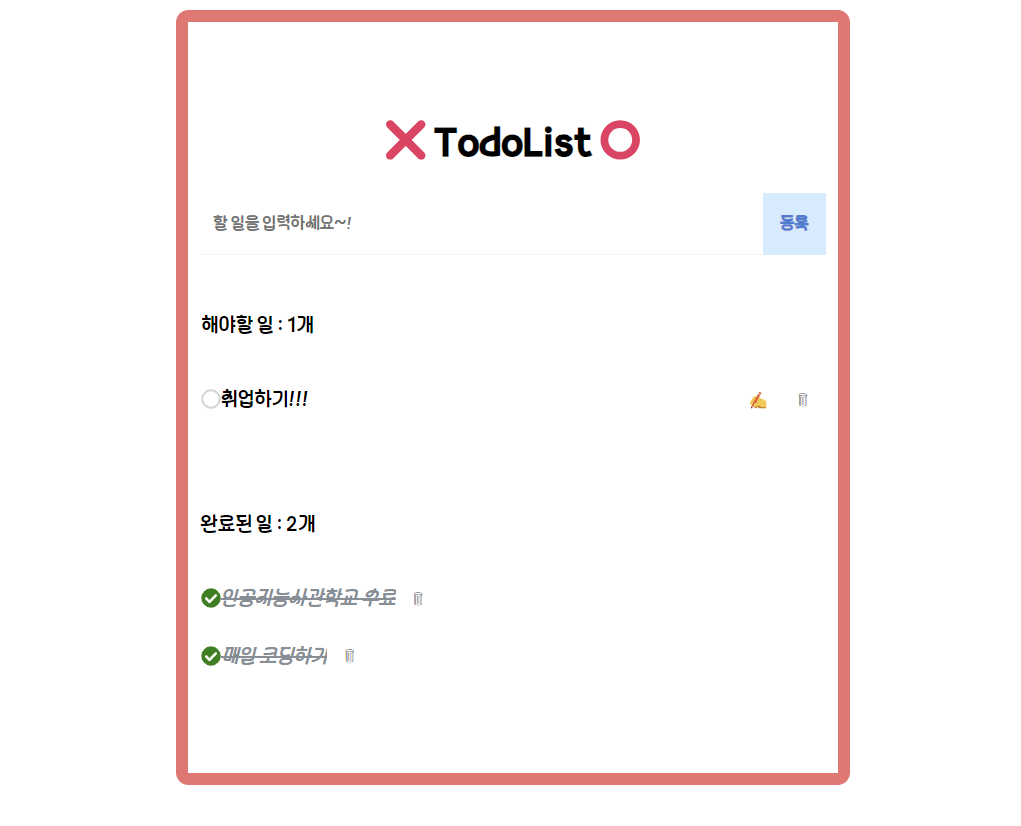 ❌ TodoList ⭕
할 일을 입력하세요~!
등록
해야할 일 : 1개
취업하기!!!
완료된 일 : 2개
인공지능사관학교 수료
매일 코딩하기